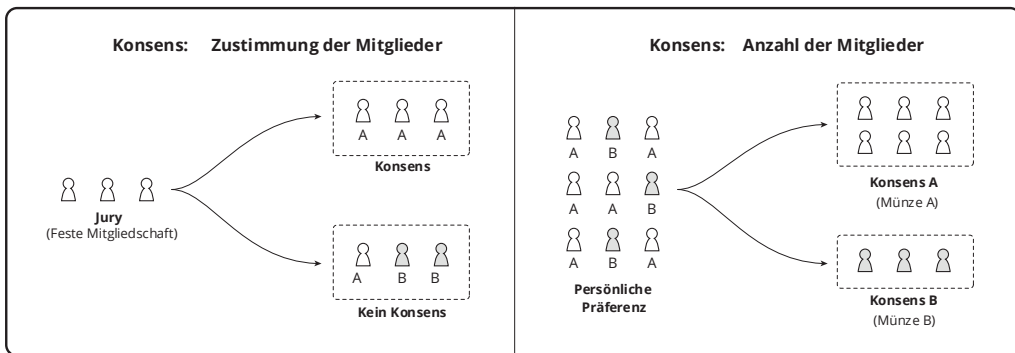 Konsens: Zustimmung der Mitglieder
A A A
Konsens
Jury
(Feste Mitgliedschaft)
A B B
Kein Konsens
Konsens: Anzahl der Mitglieder
A B A
A A B
A B A
Persönliche
Präferenz
Konsens A
(Münze A)
Konsens B
(Münze B)